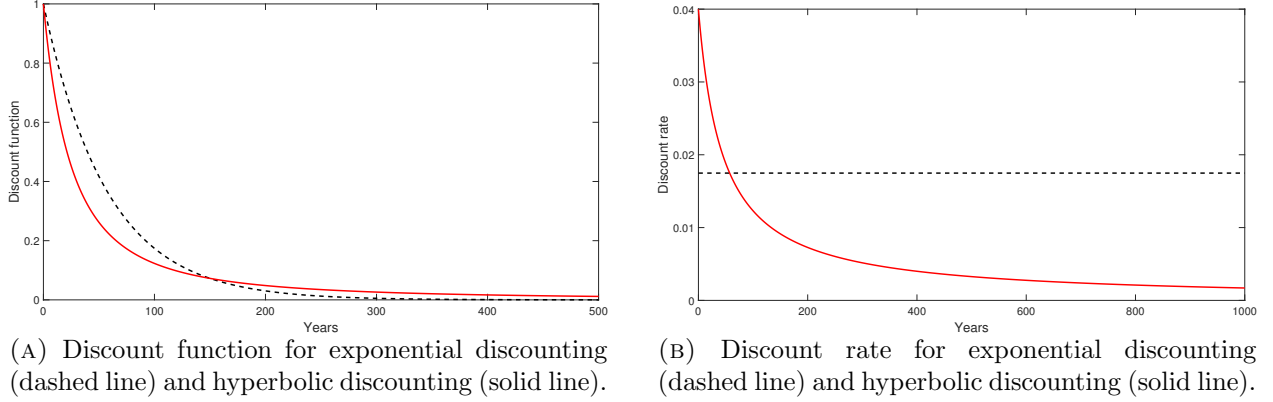 1
0.8
0.6
0.4
0.2
0
Discount function
0 100 200 300 400 500
Years
(A) Discount function for exponential discounting
(dashed line) and hyperbolic discounting (solid line).
0.04
0.03
0.02
0.01
0
Discount rate
0 200 400 600 800 1000
Years
(B) Discount rate for exponential discounting
(dashed line) and hyperbolic discounting (solid line).